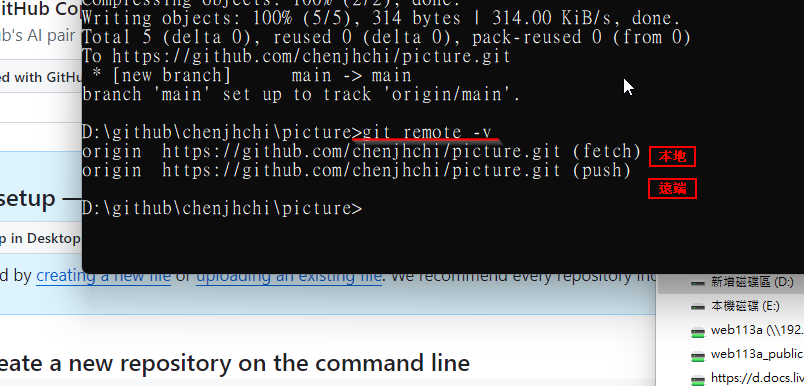 itHub Co
ub's AI pair
ed with GitHu
setup —
p in Desktop
ed by creating a new file or uploading an existing file. We recommend every repository inc
eate a new repository on the command line
Compressing objects: 100% (2/2), done.
Writing objects: 100% (5/5), 314 bytes | 314.00 KiB/s, done.
Total 5 (delta 0), reused 0 (delta 0), pack-reused 0 (from 0)
To https://github.com/chenjhchi/picture.git
 * [new branch]      main -> main
branch 'main' set up to track 'origin/main'.
D:\github\chenjhchi\picture>git remote -v
origin  https://github.com/chenjhchi/picture.git (fetch) 本地
origin  https://github.com/chenjhchi/picture.git (push)
遠端
D:\github\chenjhchi\picture>
新增磁碟區 (D:)
本機磁碟 (E:)
web113a (\\192.
web113a_public
https://d.docs.liv